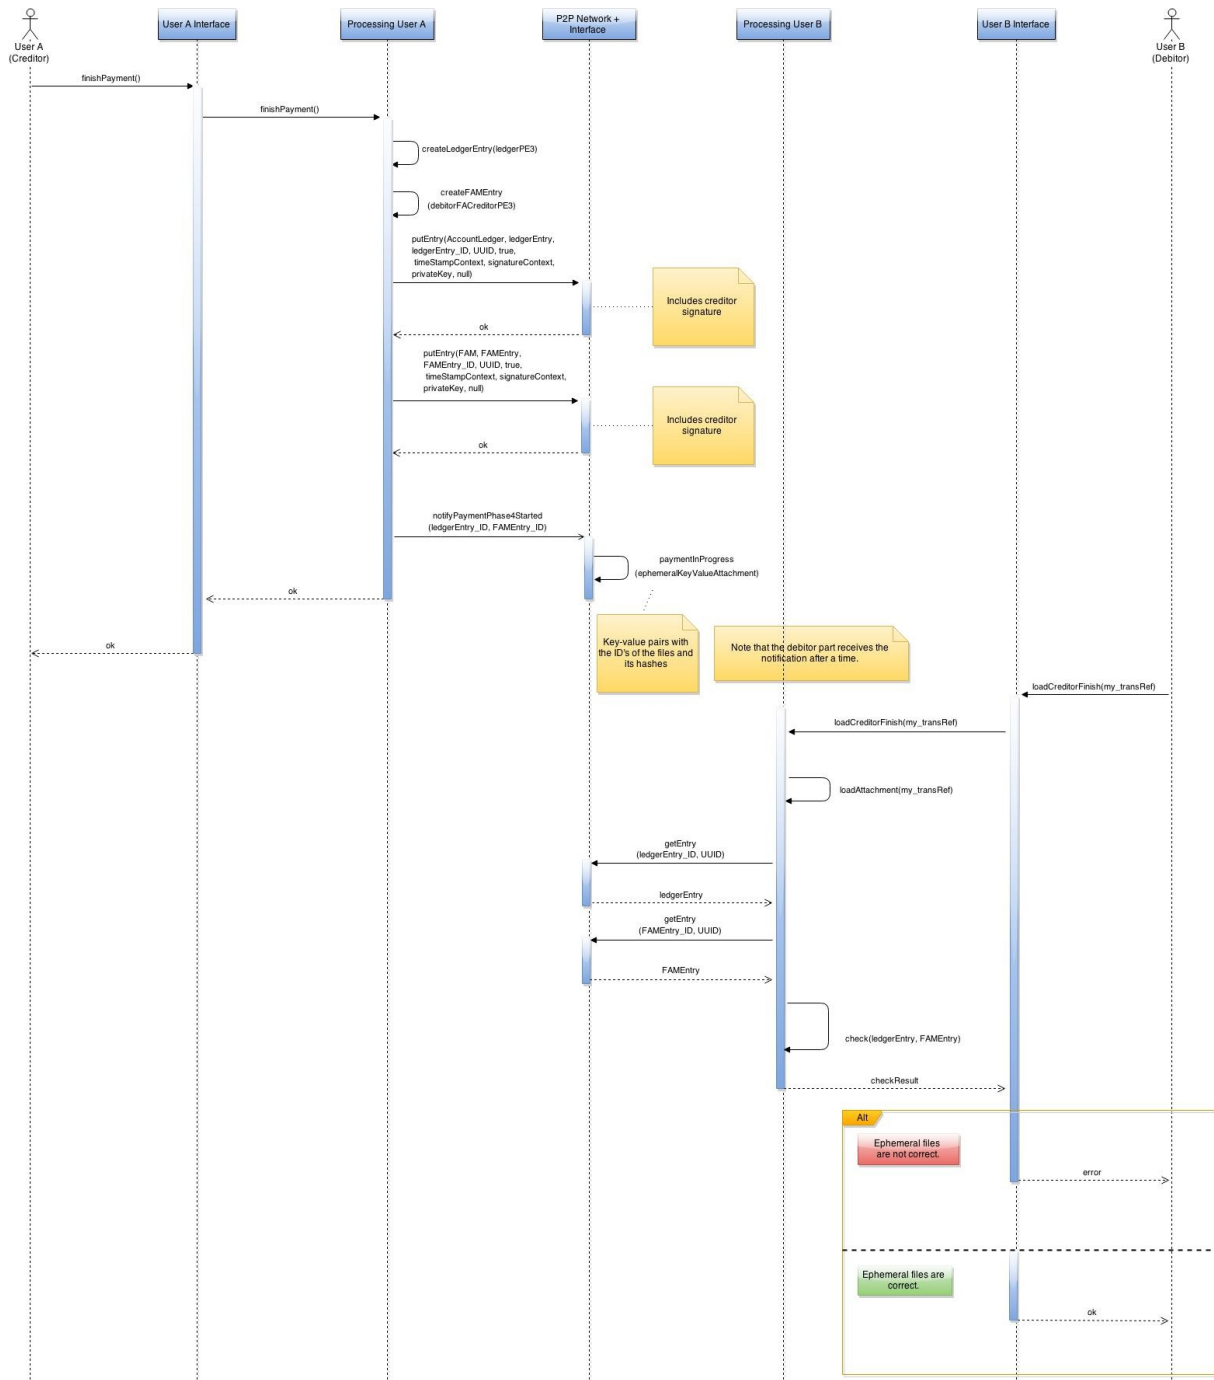 User A Interface
Processing User A
P2P Network +
Interface
Processing User B
User B Interface
User A
(Creditor)
User B
(Debitor)
finishPayment()
finishPayment()
createLedgerEntry(ledgerPE3)
createFAMEntry
(debitorFACreditorPE3)
putEntry(AccountLedger, ledgerEntry,
ledgerEntry_ID, UUID, true,
timeStampContext, signatureContext,
privateKey, null)
Includes creditor
signature
ok
putEntry(FAM, FAMEntry,
FAMEntry_ID, UUID, true,
timeStampContext, signatureContext,
privateKey, null)
Includes creditor
signature
ok
notifyPaymentPhase4Started
(ledgerEntry_ID, FAMEntry_ID)
paymentInProgress
(ephemeralKeyValueAttachment)
ok
Key-value pairs with
the ID's of the files and
its hashes
Note that the debitor part receives the
notification after a time.
ok
loadCreditorFinish(my_transRef)
loadCreditorFinish(my_transRef)
loadAttachment(my_transRef)
getEntry
(ledgerEntry_ID, UUID)
ledgerEntry
getEntry
(FAMEntry_ID, UUID)
FAMEntry
check(ledgerEntry, FAMEntry)
checkResult
Alt
Ephemeral files
are not correct.
error
Ephemeral files are
correct.
ok